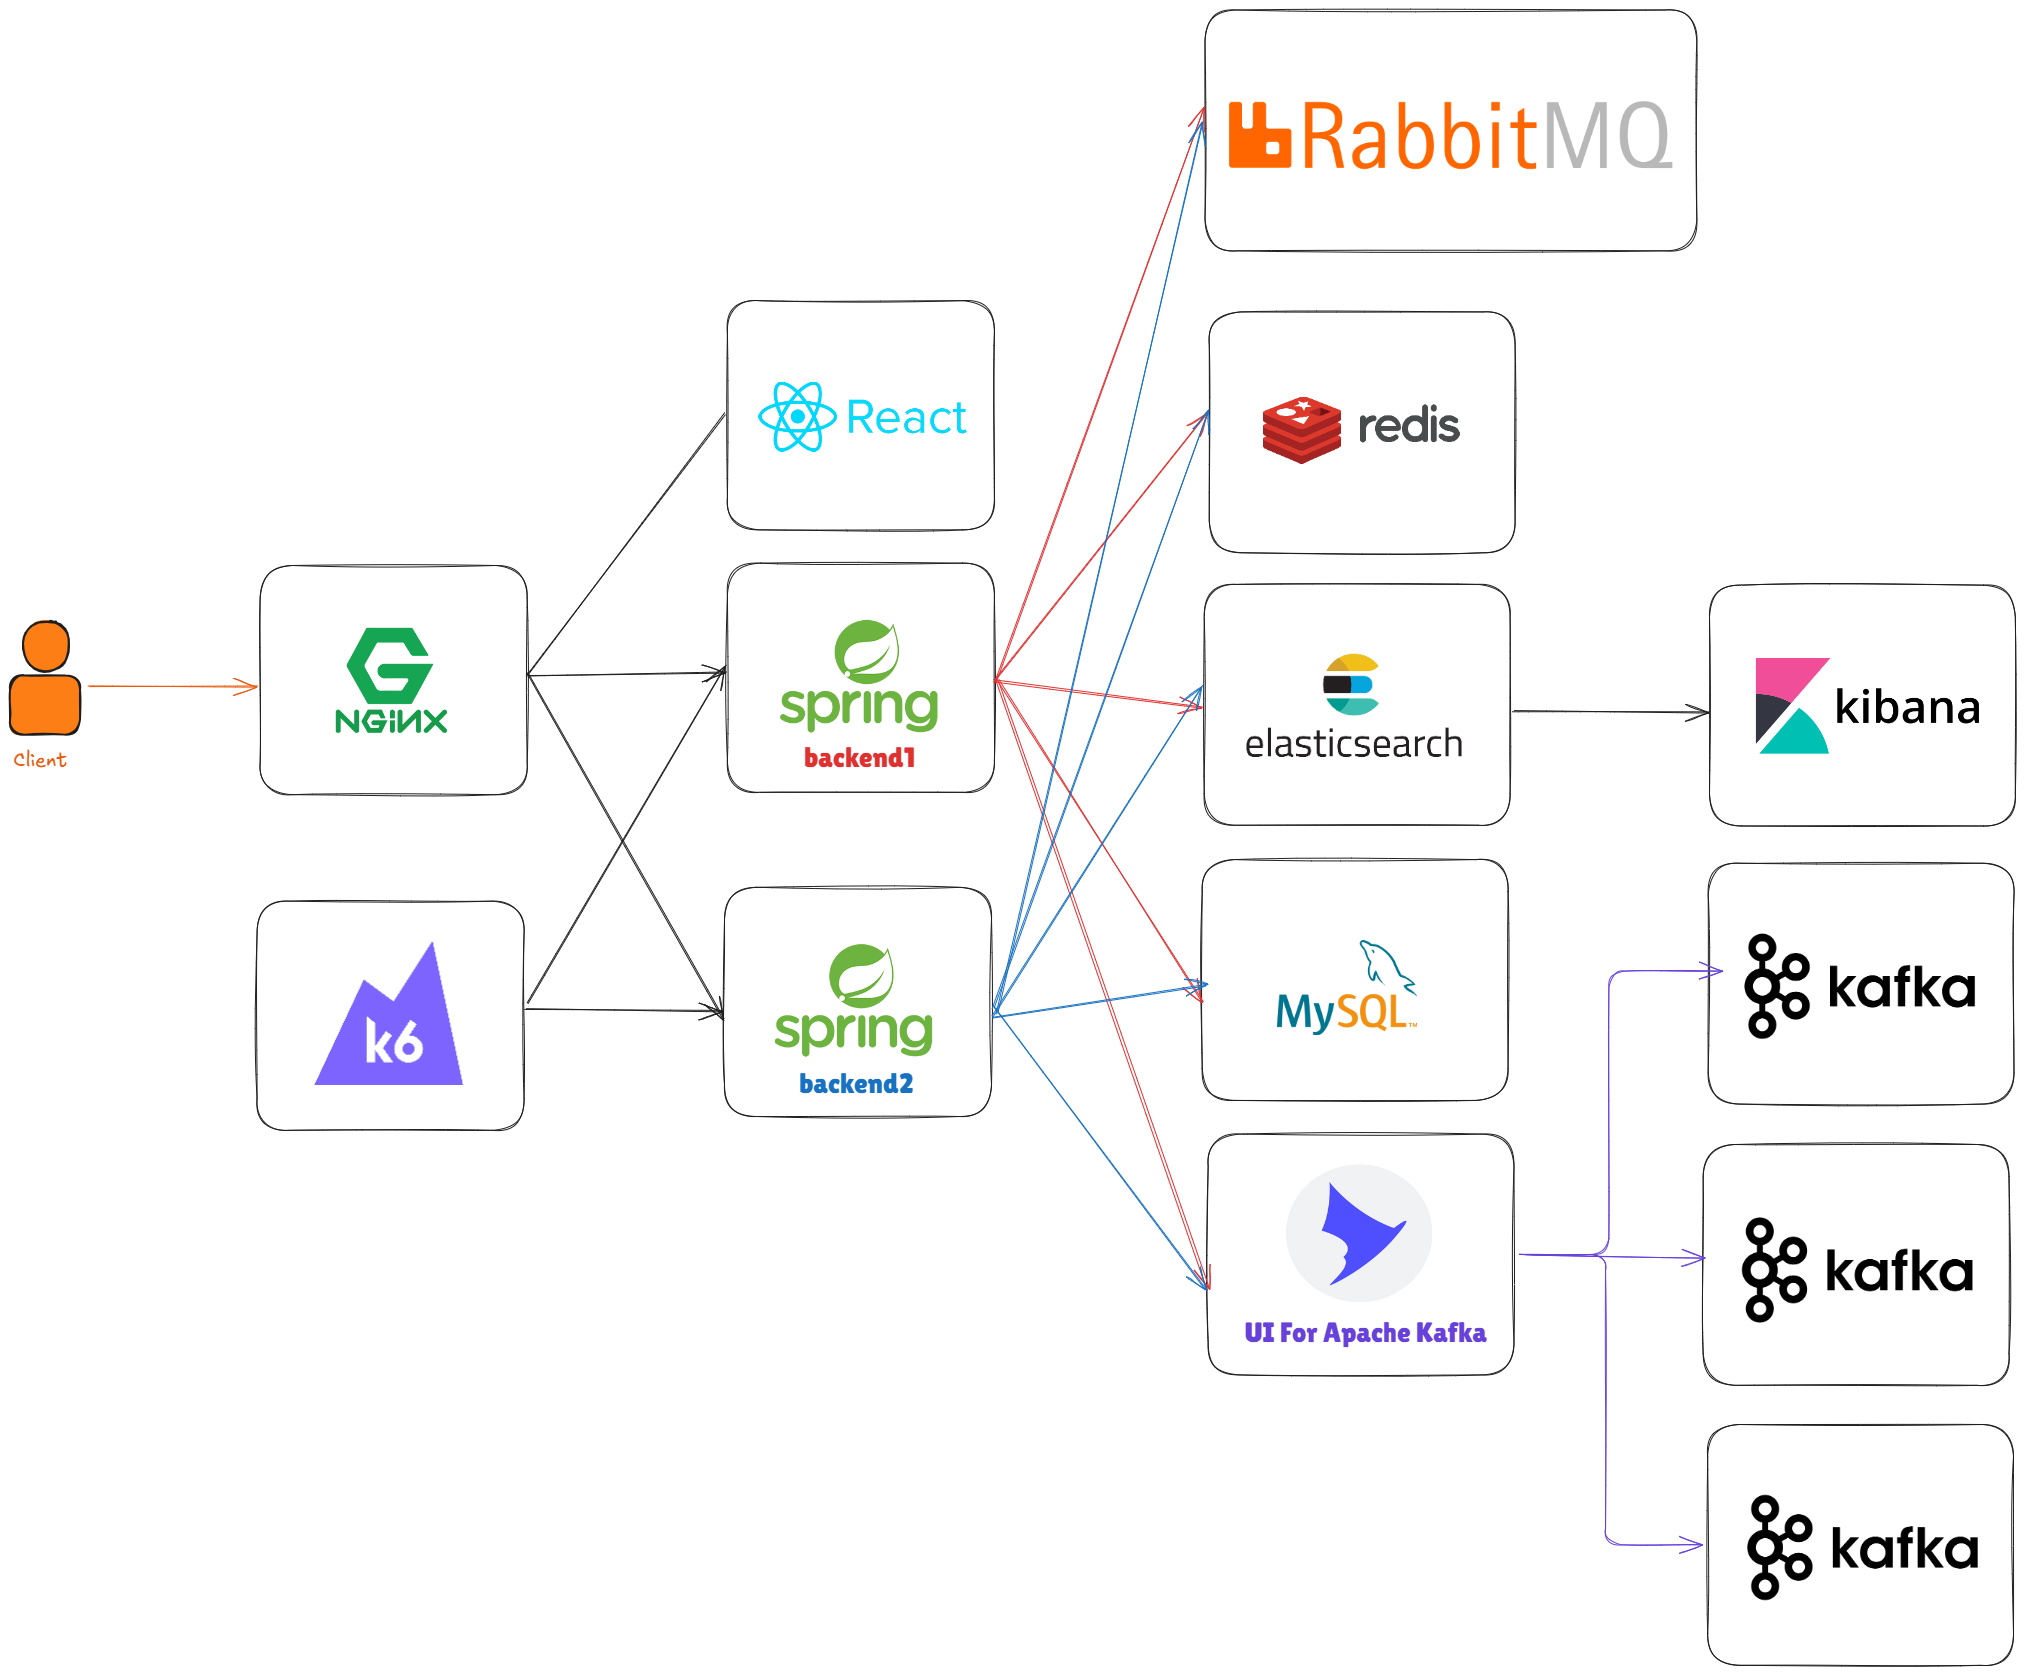 RabbitMQ
React
redis
Client
NGiNX
spring
backend1
elasticsearch
kibana
k6
spring
backend2
MySQL™
kafka
UI For Apache Kafka
kafka
kafka